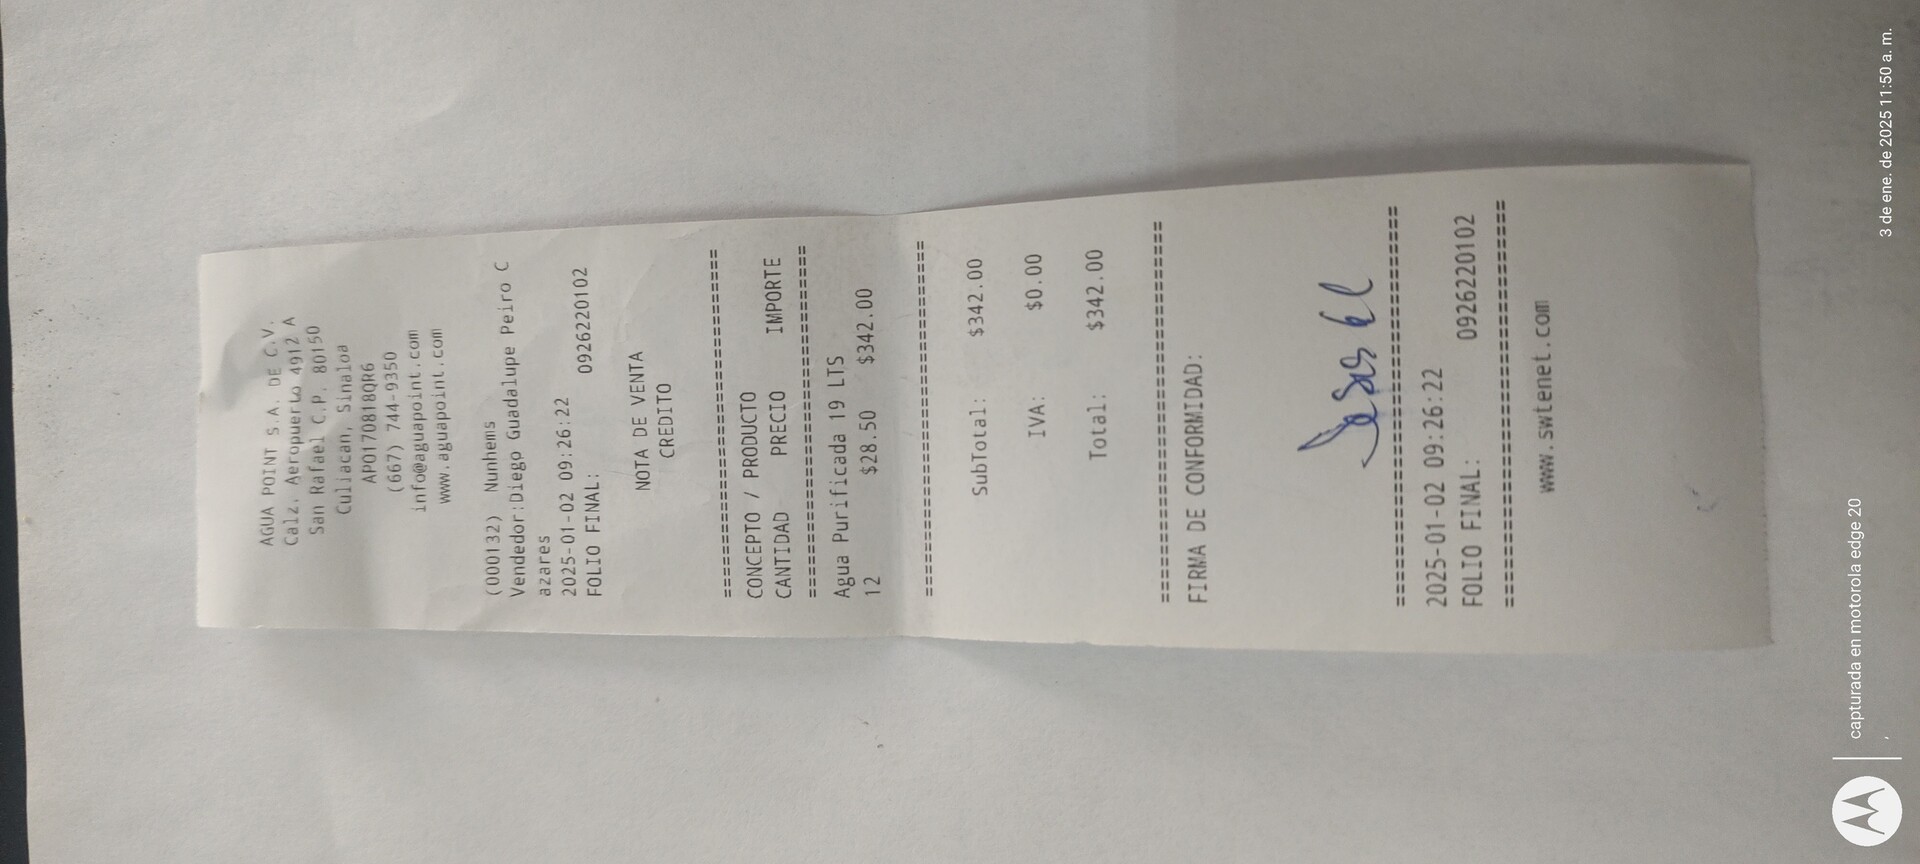 AGUA POINT S.A. DE C.V.
Calz. Aeropuerto 4912 A
San Rafael C.P. 80150
Culiacan, Sinaloa
APO170818QR6
(667) 744-9350
info@aguapoint.com
www.aguapoint.com
(000132) Nunhems
Vendedor:Diego Guadalupe Peiro C
azares
2025-01-02 09:26:22
FOLIO FINAL: 0926220102
NOTA DE VENTA
CREDITO
================================
CONCEPTO / PRODUCTO
CANTIDAD PRECIO IMPORTE
================================
Agua Purificada 19 LTS
12 $28.50 $342.00
================================
SubTotal: $342.00
IVA: $0.00
Total: $342.00
==================================
FIRMA DE CONFORMIDAD:
==================================
2025-01-02 09:26:22
FOLIO FINAL: 0926220102
==================================
www.swtenet.com
capturada en motorola edge 20
3 de ene. de 2025 11:50 a. m.